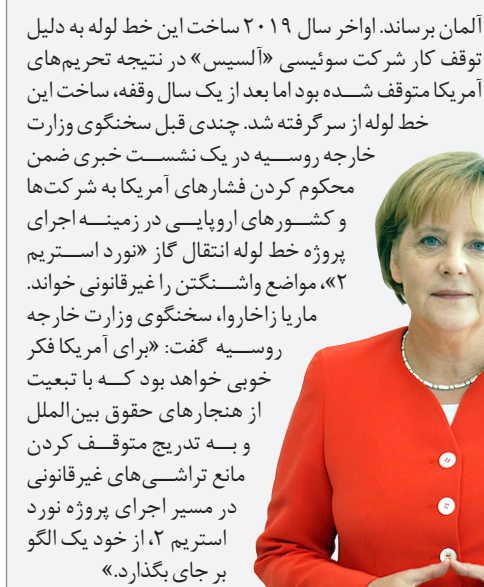 آلمان برساند. اواخر سال ۲۰۱۹ ساخت این خط لوله به دلیل
توقف کار شرکت سوئیسی «آلسیس» در نتیجه تحریم‌های
آمریکا متوقف شده بود اما بعد از یک سال وقفه، ساخت این
خط لوله از سر گرفته شد. چندی قبل سخنگوی وزارت
خارجه روسیه در یک نشست خبری ضمن
محکوم کردن فشارهای آمریکا به شرکت‌ها
و کشورهای اروپایی در زمینه اجرای
پروژه خط لوله انتقال گاز «نورد استریم
۲»، مواضع واشنگتن را غیرقانونی خواند.
ماریا زاخاروا، سخنگوی وزارت خارجه
روسیه گفت: «برای آمریکا فکر
خوبی خواهد بود که با تبعیت
از هنجارهای حقوق بین‌الملل
و به تدریج متوقف کردن
مانع تراشی‌های غیرقانونی
در مسیر اجرای پروژه نورد
استریم ۲، از خود یک الگو
بر جای بگذارد.»